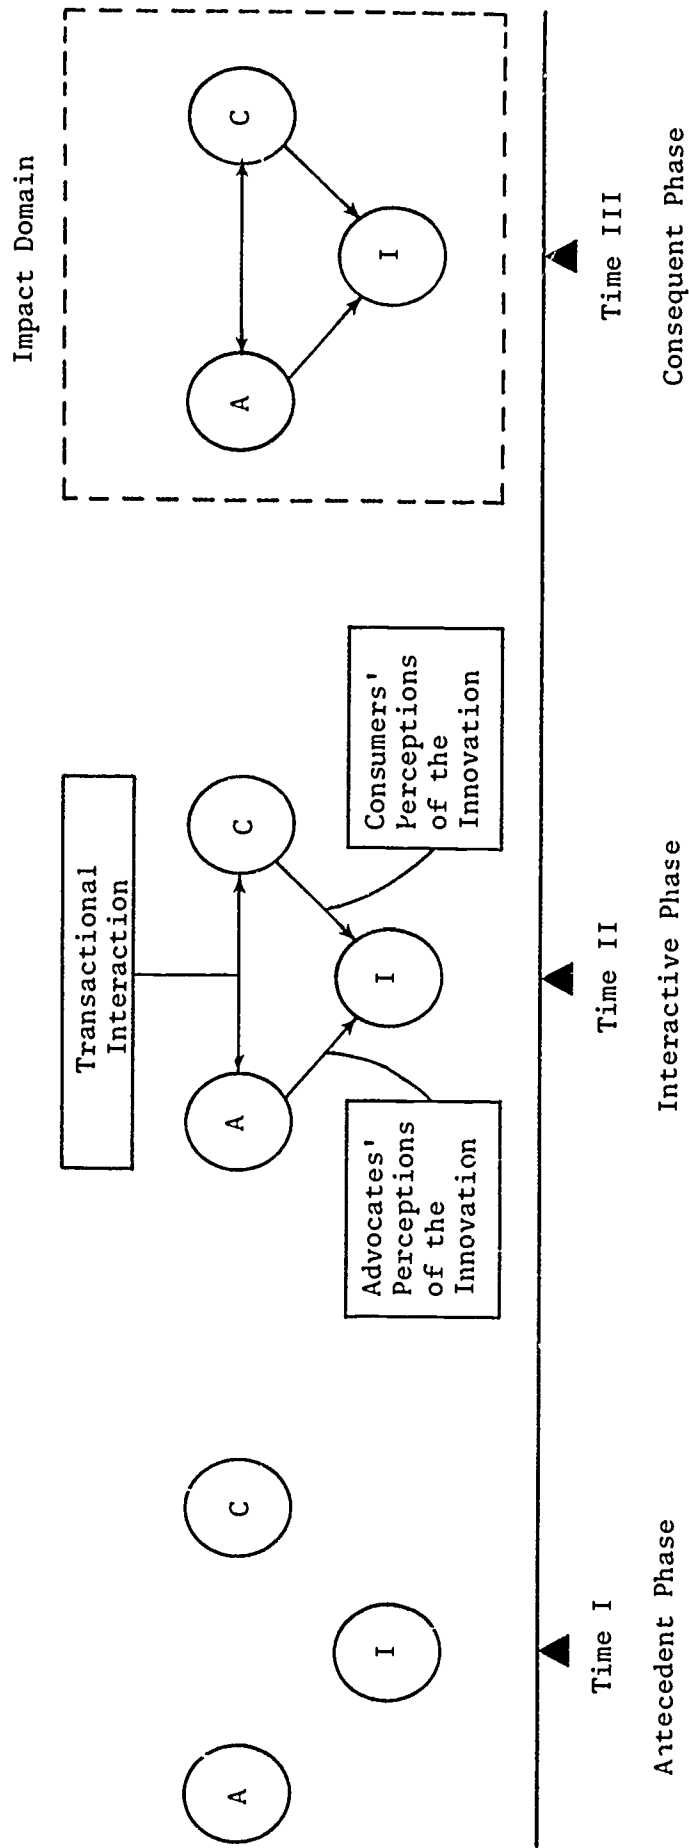 Impact Domain
Transactional
Interaction
A
C
I
A
C
I
A
C
I
Advocates'
Perceptions
of the
Innovation
Consumers'
Perceptions
of the
Innovation
Time I
Time II
Time III
Antecedent Phase
Interactive Phase
Consequent Phase